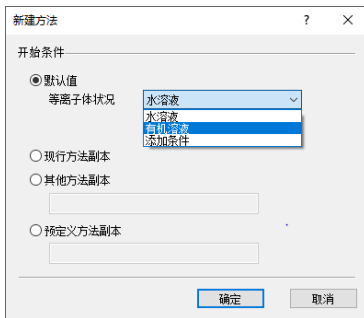 新建方法
? ×
开始条件
默认值
等离子体状况 水溶液
水溶液
有机溶液
添加条件
现行方法副本
其他方法副本
预定义方法副本
确定 取消